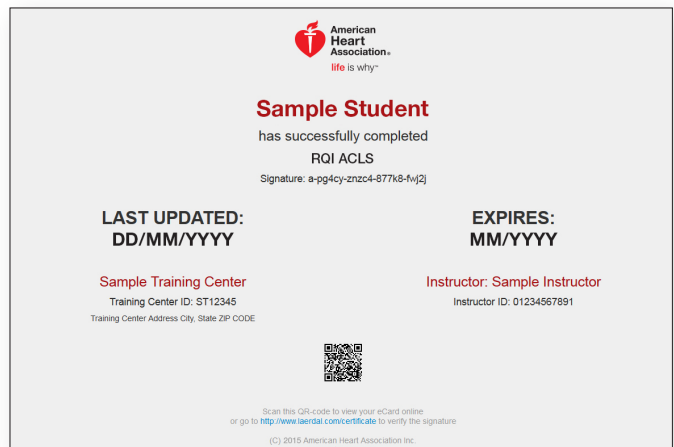 American
Heart
Association®
life is why™
Sample Student
has successfully completed
RQI ACLS
Signature: a-pg4cy-znzc4-877k8-fwj2j
LAST UPDATED:
DD/MM/YYYY
EXPIRES:
MM/YYYY
Sample Training Center
Training Center ID: ST12345
Training Center Address City, State ZIP CODE
Instructor: Sample Instructor
Instructor ID: 01234567891
Scan this QR-code to view your eCard online
or go to http://www.laerdal.com/certificate to verify the signature
(C) 2015 American Heart Association Inc.